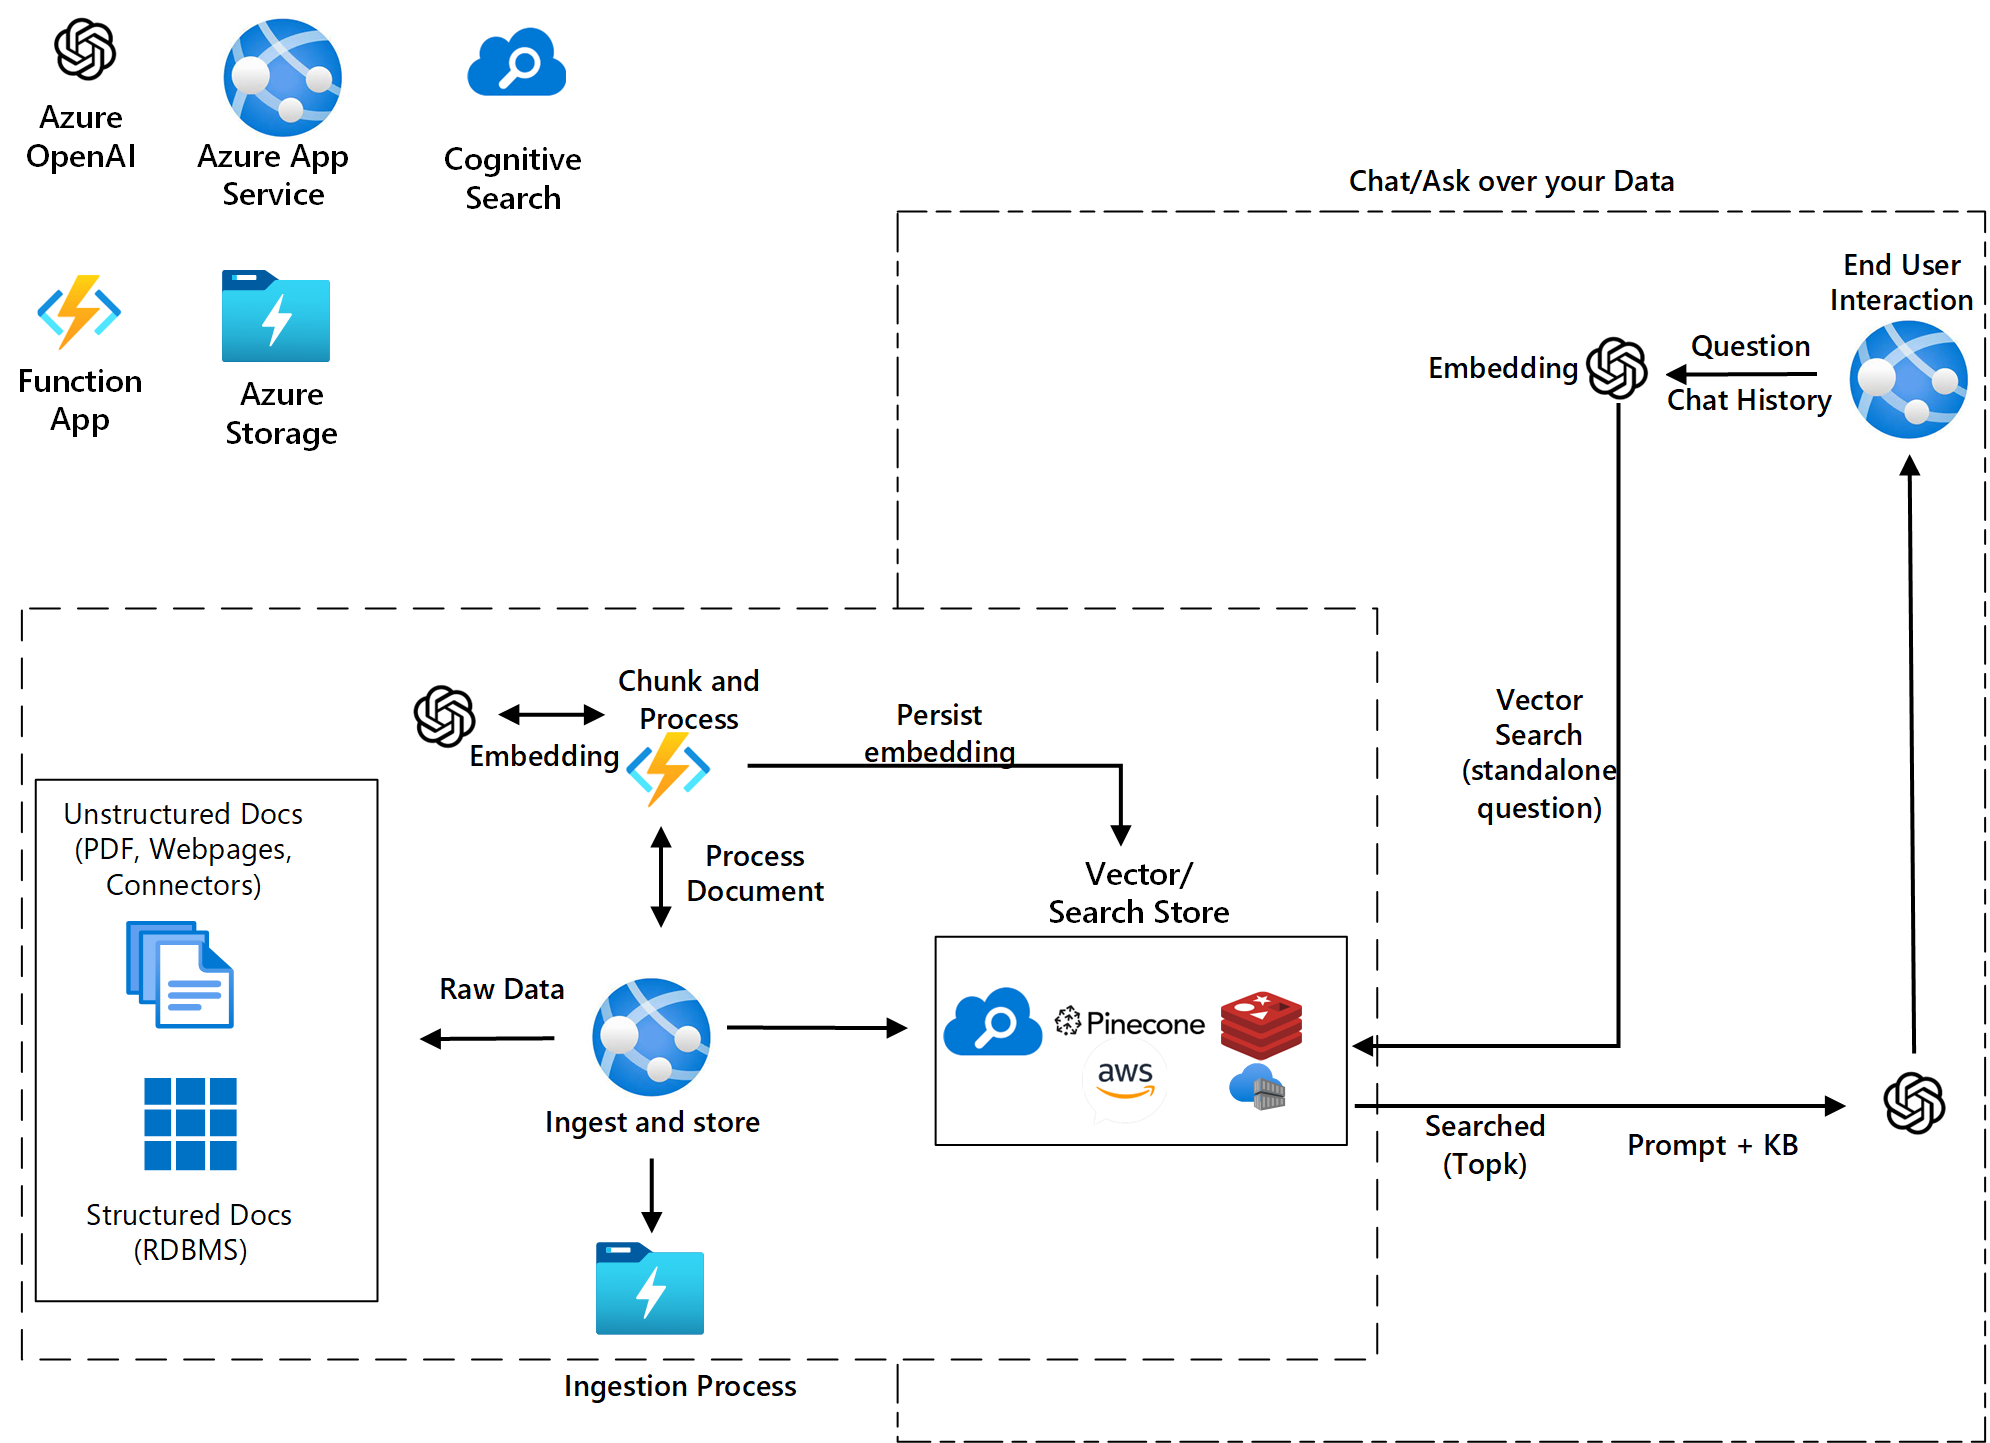 Azure
OpenAI
Azure App
Service
Cognitive
Search
Function
App
Azure
Storage
Chat/Ask over your Data
End User
Interaction
Question
Embedding
Chat History
Vector
Search
(standalone
question)
Chunk and
Process
Embedding
Persist
embedding
Unstructured Docs
(PDF, Webpages,
Connectors)
Process
Document
Vector/
Search Store
Raw Data
Pinecone
aws
Ingest and store
Searched
(Topk)
Prompt + KB
Structured Docs
(RDBMS)
Ingestion Process